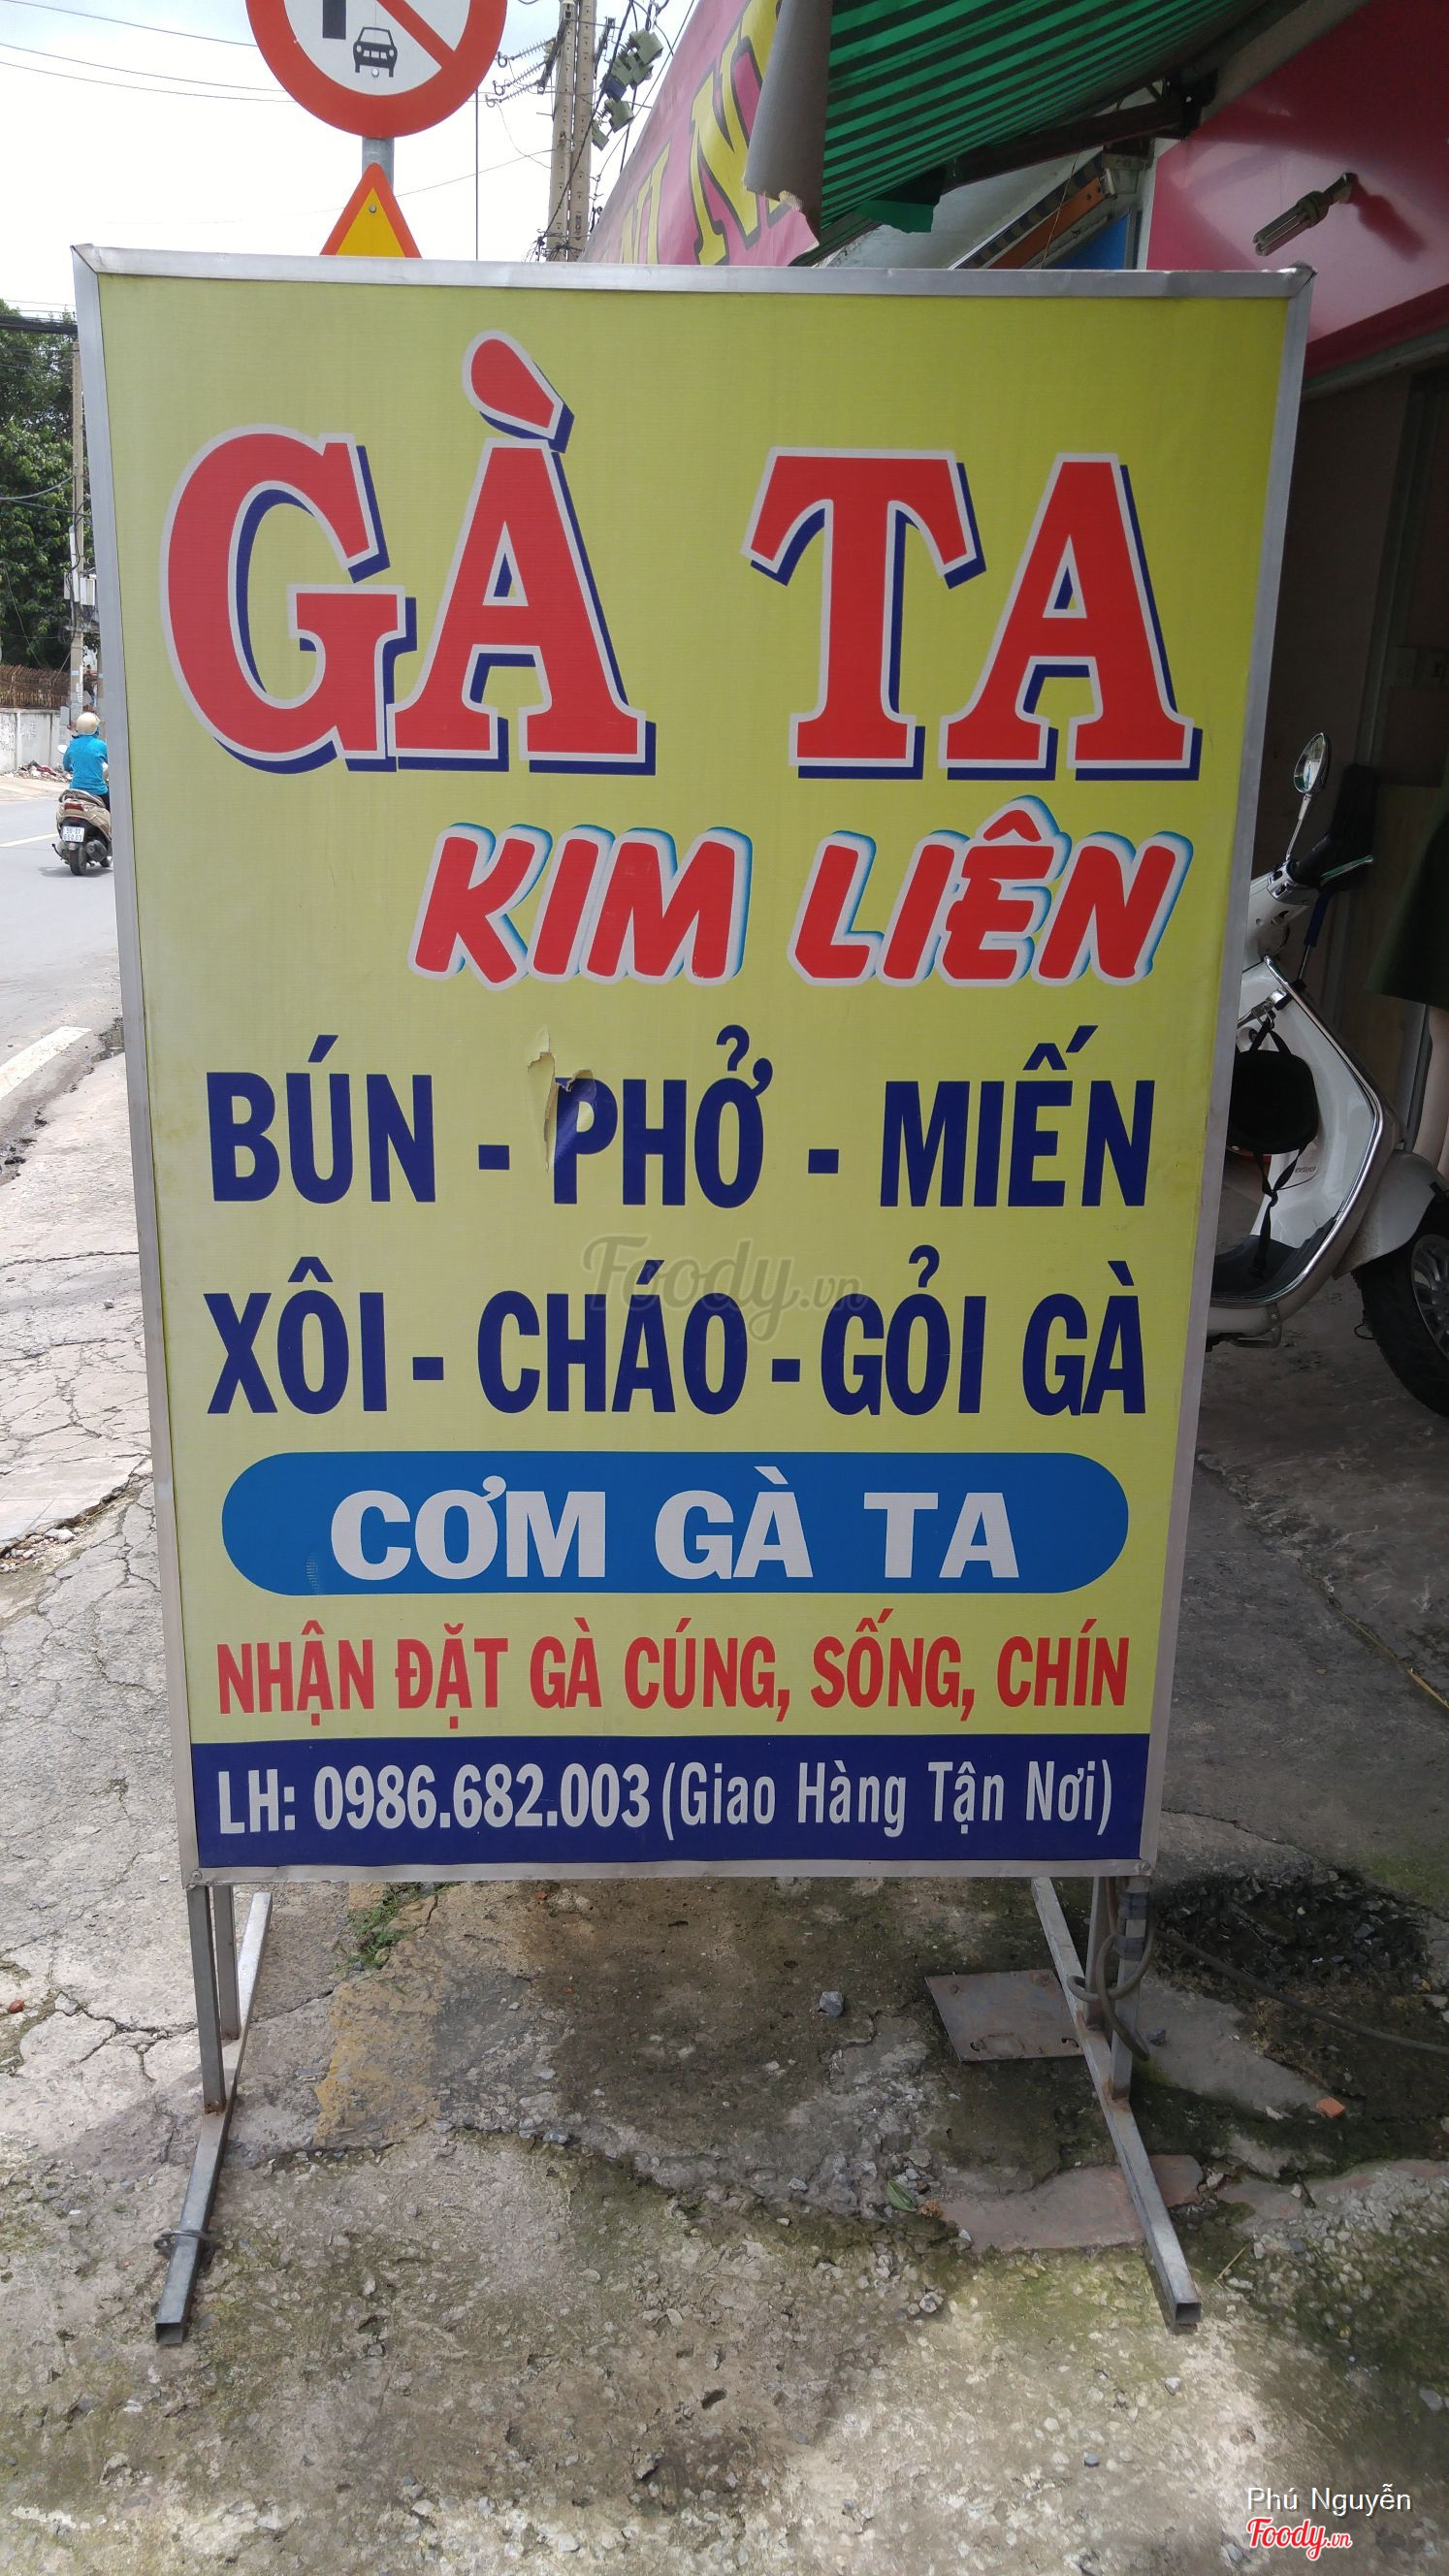 GÀ TA
KIM LIÊN
BÚN - PHỞ - MIẾN
XÔI - CHÁO - GỎI GÀ
CƠM GÀ TA
NHẬN ĐẶT GÀ CÚNG, SỐNG, CHÍN
LH: 0986.682.003 (Giao Hàng Tận Nơi)
Foody.vn
Phú Nguyễn
Foody.vn